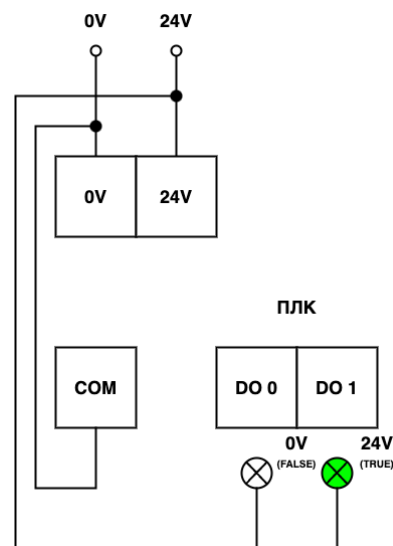 0V 24V
0V 24V
ПЛК
COM DO 0 DO 1
0V 24V
(FALSE) (TRUE)